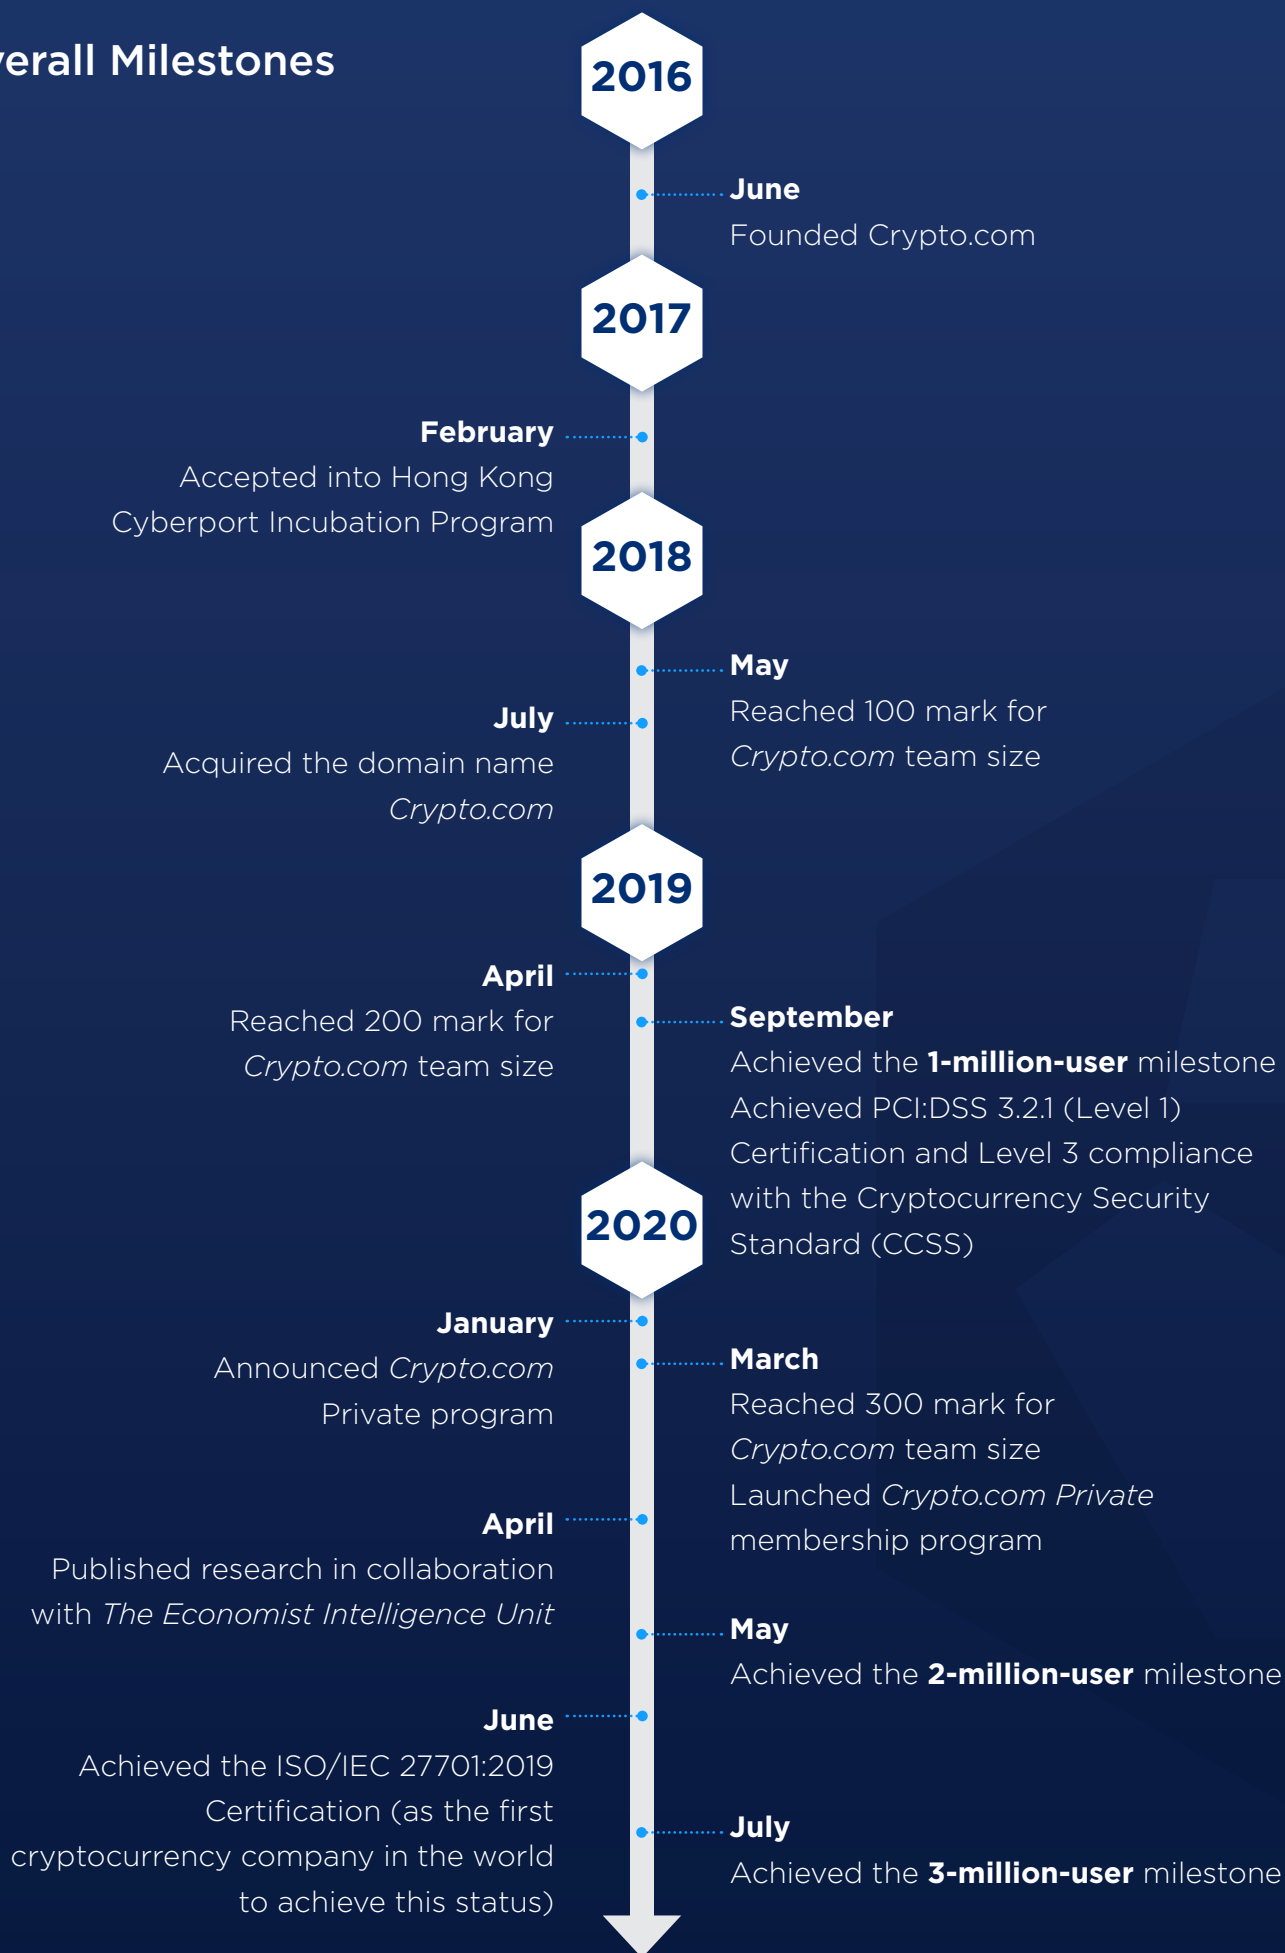 verall Milestones
2016
June
Founded Crypto.com
2017
February
Accepted into Hong Kong
Cyberport Incubation Program
2018
May
Reached 100 mark for
Crypto.com team size
July
Acquired the domain name
Crypto.com
2019
April
Reached 200 mark for
Crypto.com team size
September
Achieved the 1-million-user milestone
Achieved PCI:DSS 3.2.1 (Level 1)
Certification and Level 3 compliance
with the Cryptocurrency Security
Standard (CCSS)
2020
January
Announced Crypto.com
Private program
March
Reached 300 mark for
Crypto.com team size
Launched Crypto.com Private
membership program
April
Published research in collaboration
with The Economist Intelligence Unit
May
Achieved the 2-million-user milestone
June
Achieved the ISO/IEC 27701:2019
Certification (as the first
cryptocurrency company in the world
to achieve this status)
July
Achieved the 3-million-user milestone